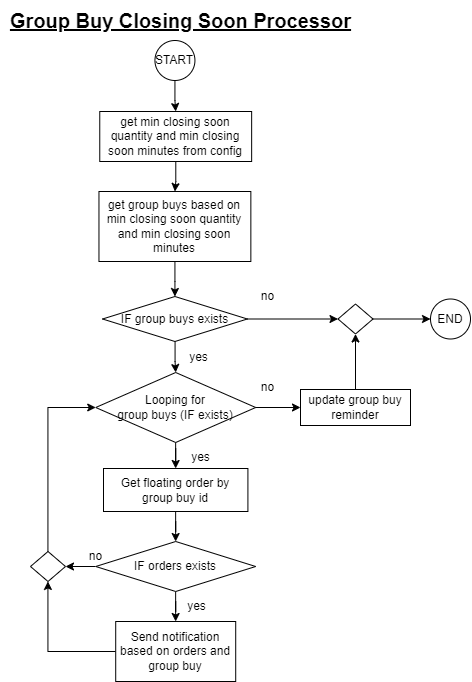 Group Buy Closing Soon Processor
START
get min closing soon
quantity and min closing
soon minutes from config
get group buys based on
min closing soon quantity
and min closing soon
minutes
no
IF group buys exists
END
yes
no
Looping for
group buys (IF exists)
update group buy
reminder
yes
Get floating order by
group buy id
no
IF orders exists
yes
Send notification
based on orders and
group buy